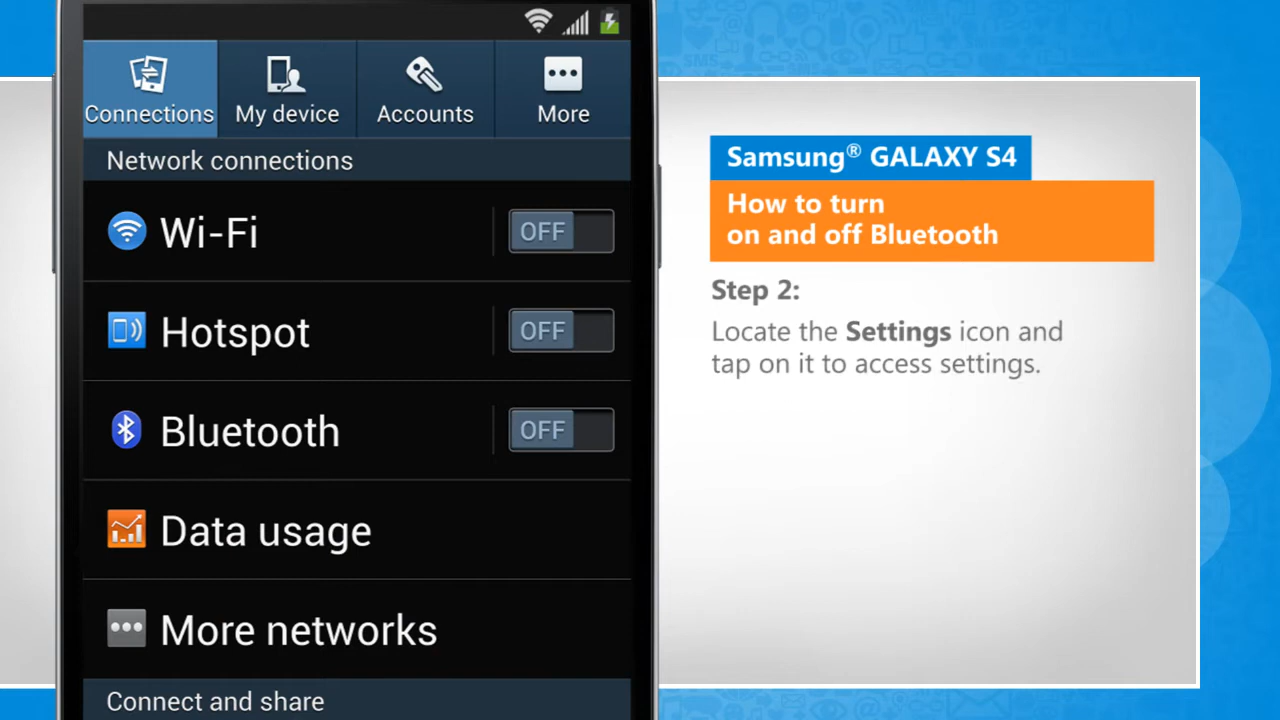 Connections
My device
Accounts
More
Network connections
Wi-Fi
OFF
Hotspot
OFF
Bluetooth
OFF
Data usage
More networks
Connect and share
SMS
Samsung® GALAXY S4
How to turn
on and off Bluetooth
Step 2:
Locate the Settings icon and
tap on it to access settings.